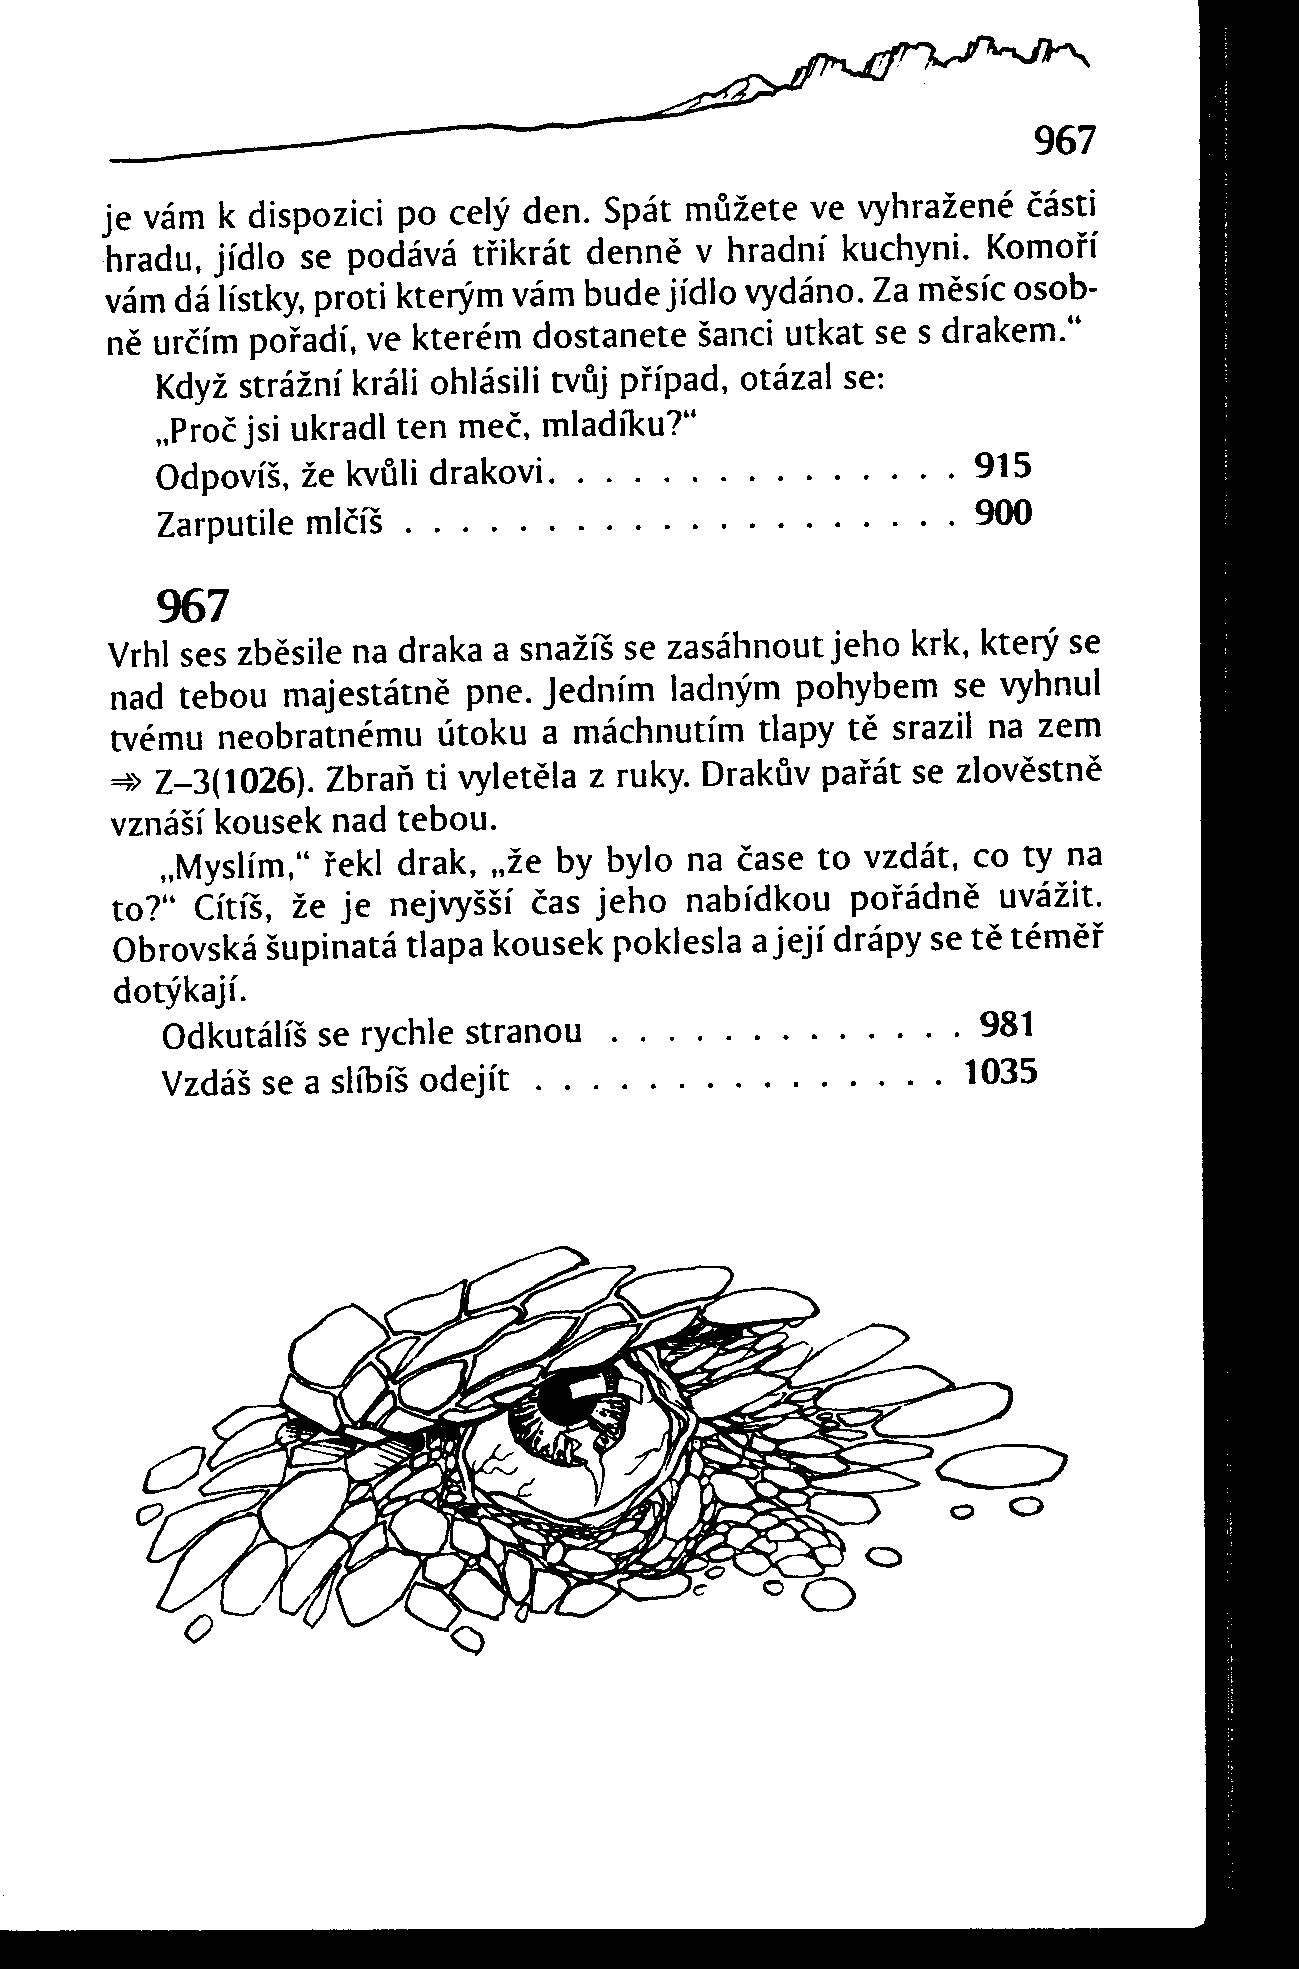 967
je vám k dispozici po celý den. Spát můžete ve vyhražené části
hradu, jídlo se podává třikrát denně v hradní kuchyni. Komoří
vám dá lístky, proti kterým vám bude jídlo vydáno. Za měsíc osob-
ně určím pořadí, ve kterém dostanete šanci utkat se s drakem.“
Když strážní králi ohlásili tvůj případ, otázal se:
„Proč jsi ukradl ten meč, mladíku?“
Odpovíš, že kvůli drakovi. . . . . . . . . . . . . . . 915
Zarputile mlčíš . . . . . . . . . . . . . . . . . . . . 900
967
Vrhl ses zběsile na draka a snažíš se zasáhnout jeho krk, který se
nad tebou majestátně pne. Jedním ladným pohybem se vyhnul
tvému neobratnému útoku a máchnutím tlapy tě srazil na zem
⇒ Z–3(1026). Zbraň ti vyletěla z ruky. Drakův pařát se zlověstně
vznáší kousek nad tebou.
„Myslím,“ řekl drak, „že by bylo na čase to vzdát, co ty na
to?“ Cítíš, že je nejvyšší čas jeho nabídkou pořádně uvážit.
Obrovská šupinatá tlapa kousek poklesla a její drápy se tě téměř
dotýkají.
Odkutálíš se rychle stranou . . . . . . . . . . . . . 981
Vzdáš se a slíbíš odejít . . . . . . . . . . . . . . . 1035